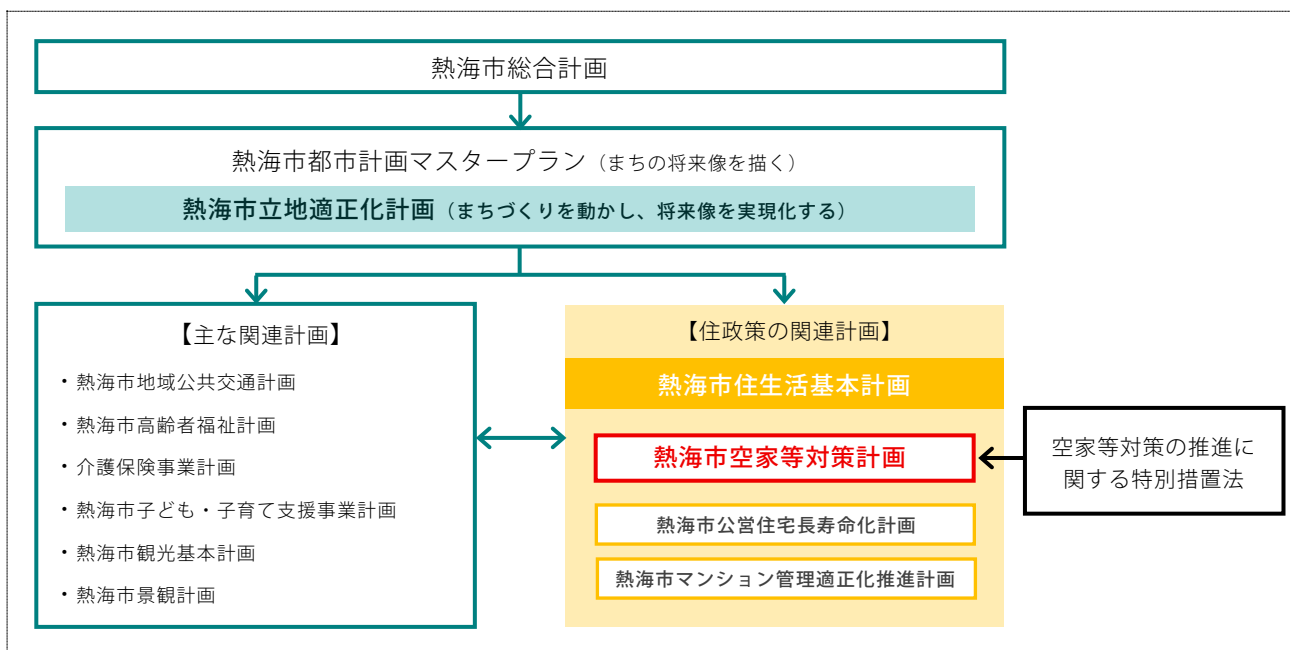 熱海市総合計画
熱海市都市計画マスタープラン（まちの将来像を描く）
熱海市立地適正化計画（まちづくりを動かし、将来像を実現化する）
【主な関連計画】
・熱海市地域公共交通計画
・熱海市高齢者福祉計画
・介護保険事業計画
・熱海市子ども・子育て支援事業計画
・熱海市観光基本計画
・熱海市景観計画
【住政策の関連計画】
熱海市住生活基本計画
熱海市空家等対策計画
熱海市公営住宅長寿命化計画
熱海市マンション管理適正化推進計画
空家等対策の推進に
関する特別措置法